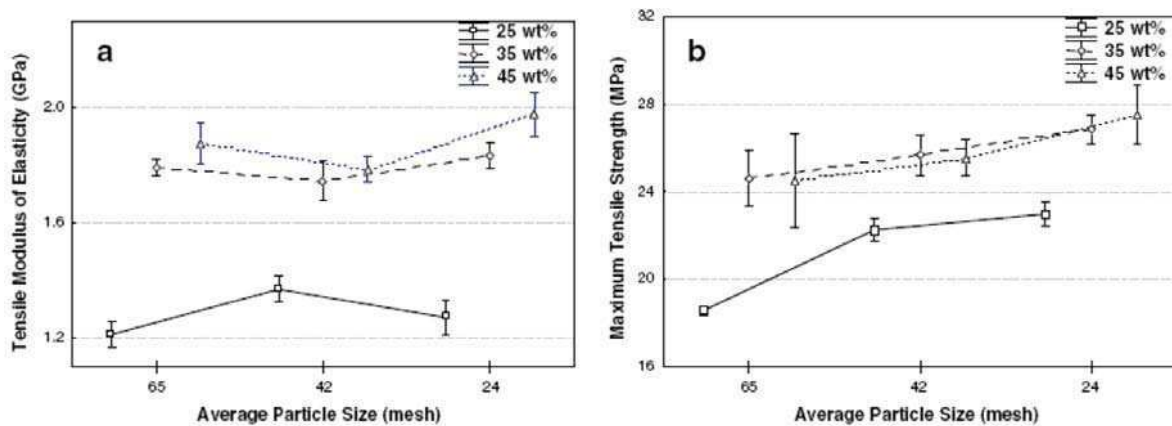 a
25 wt%
35 wt%
45 wt%
Tensile Modulus of Elasticity (GPa)
2.0
1.6
1.2
65
42
24
Average Particle Size (mesh)
b
25 wt%
35 wt%
45 wt%
Maximum Tensile Strength (MPa)
32
28
24
20
16
65
42
24
Average Particle Size (mesh)